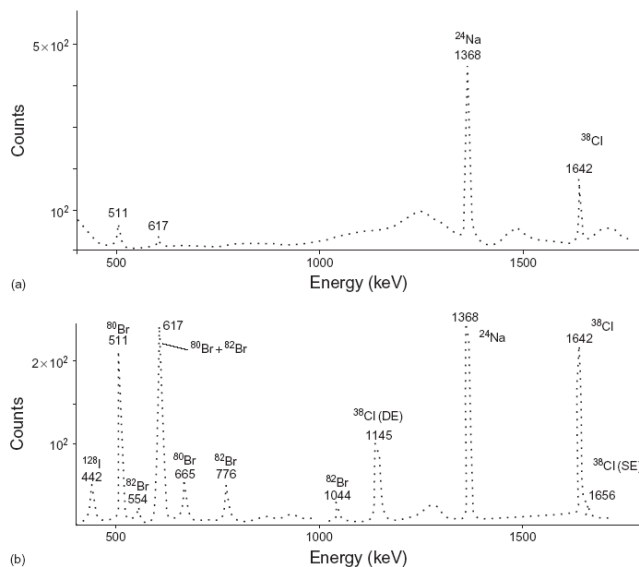 5×10²
²⁴Na
1368
³⁸Cl
1642
Counts
10²
511
617
500
1000
1500
Energy (keV)
(a)
⁸⁰Br
511
617
⁸⁰Br + ⁸²Br
1368
²⁴Na
³⁸Cl
1642
2×10²
Counts
³⁸Cl (DE)
1145
10²
¹²⁸I
442
⁸²Br
554
⁸⁰Br
665
⁸²Br
776
⁸²Br
1044
³⁸Cl (SE)
1656
500
1000
1500
Energy (keV)
(b)